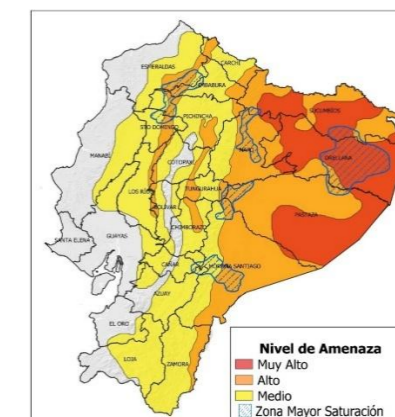 ESMERALDAS
CARCHI
IMBABURA
SUCUMBIOS
PICHINCHA
STO DOMINGO
NAPO
ORELLANA
MANABI
COTOPAXI
LOS RIOS
TUNGURAHUA
BOLIVAR
PASTAZA
CHIMBORAZO
GUAYAS
SANTA ELENA
CAÑAR
MORONA SANTIAGO
AZUAY
EL ORO
LOJA
ZAMORA
Nivel de Amenaza
Muy Alto
Alto
Medio
Zona Mayor Saturación